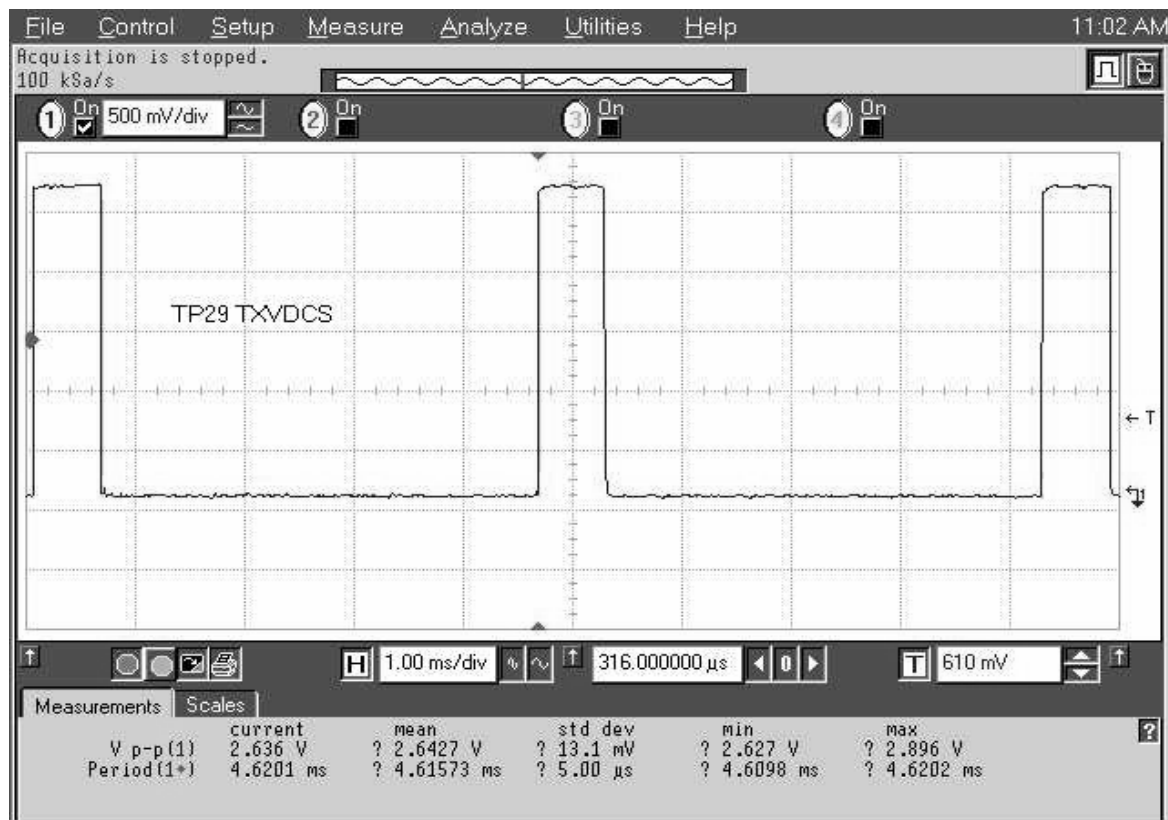 File Control Setup Measure Analyze Utilities Help 11:02 AM
Acquisition is stopped.
100 kSa/s
1 On 500 mV/div 2 On 3 On 4 On
TP29 TXVDCS
T
1
H 1.00 ms/div 316.000000 µs 0 T 610 mV
Measurements Scales
current mean std dev min max ?
V p-p(1) 2.636 V ? 2.6427 V ? 13.1 mV ? 2.627 V ? 2.896 V
Period(1+) 4.6201 ms ? 4.61573 ms ? 5.00 µs ? 4.6098 ms ? 4.6202 ms